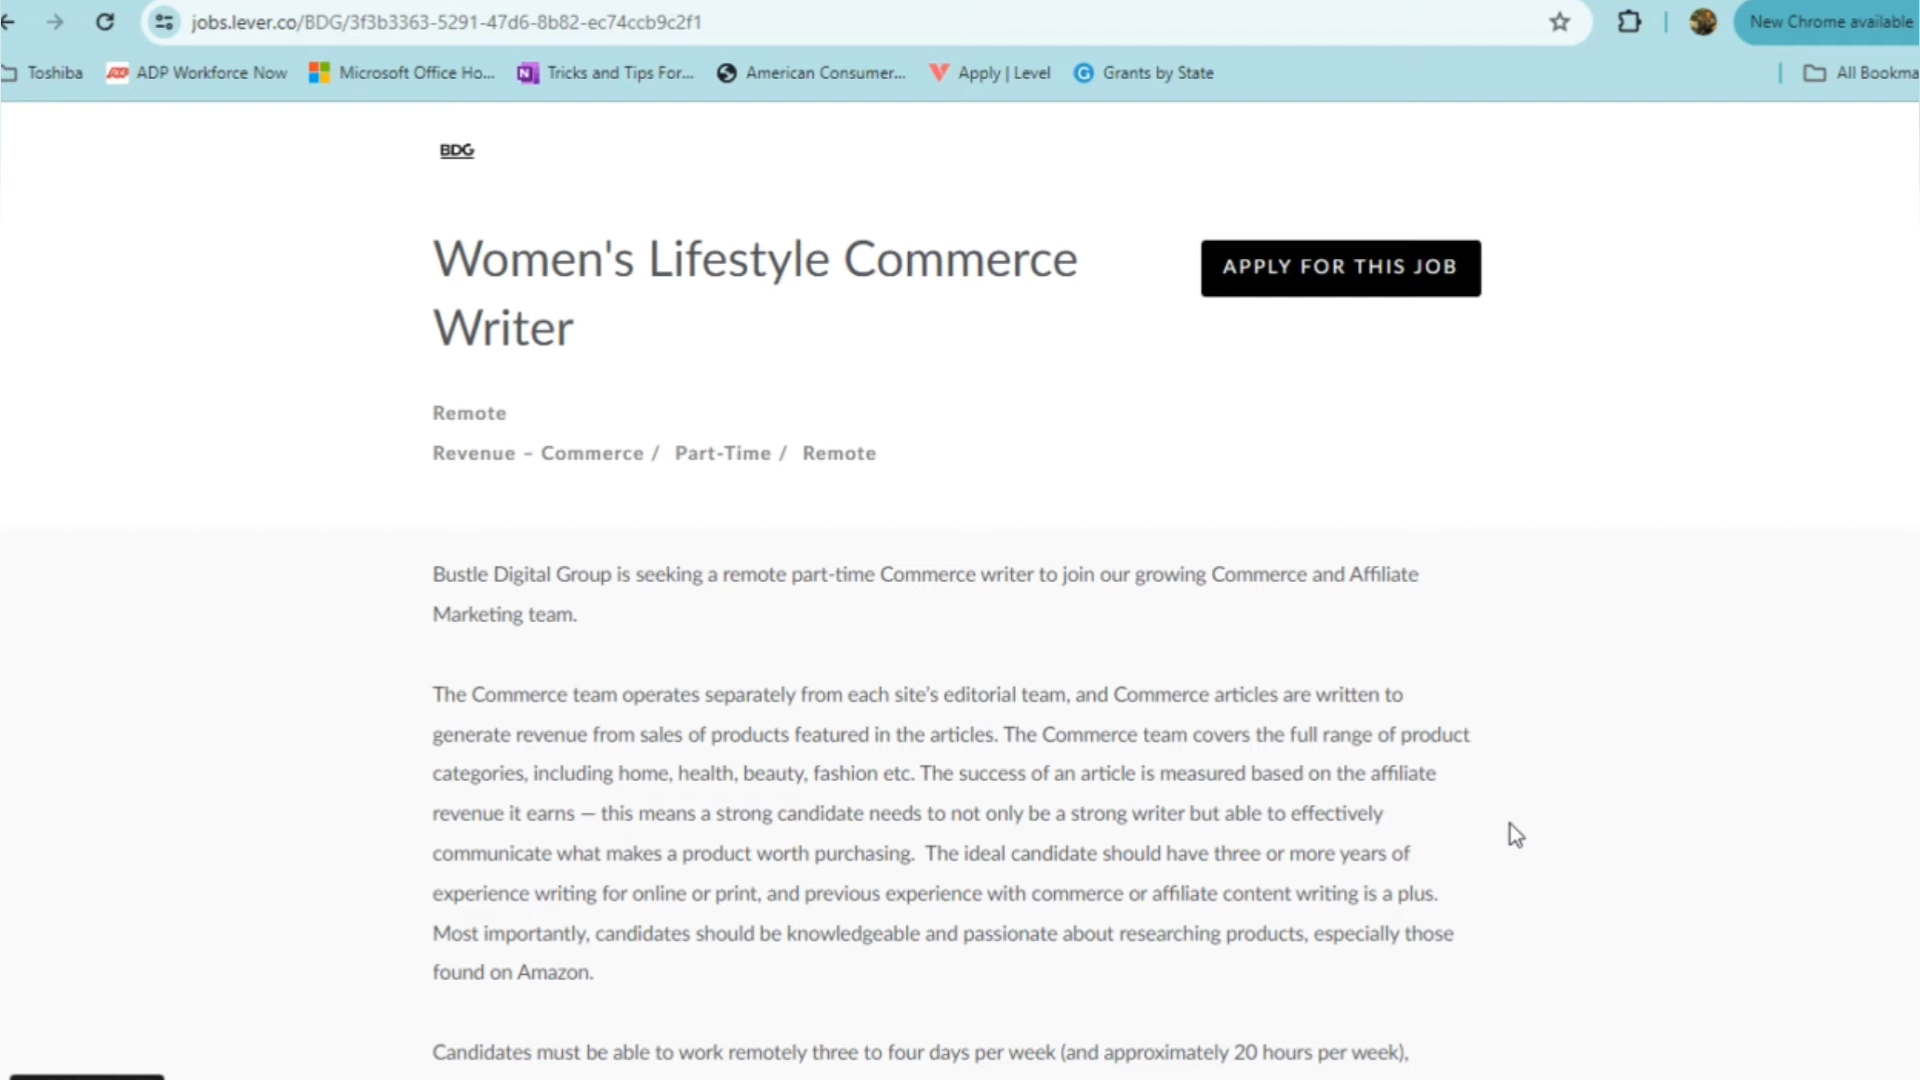 jobs.lever.co/BDG/3f3b3363-5291-47d6-8b82-ec74ccb9c2f1 New Chrome available
Toshiba ADP Workforce Now Microsoft Office Ho... Tricks and Tips For... American Consumer... Apply | Level Grants by State All Bookma
BDG
Women's Lifestyle Commerce
Writer
APPLY FOR THIS JOB
Remote
Revenue – Commerce / Part-Time / Remote
Bustle Digital Group is seeking a remote part-time Commerce writer to join our growing Commerce and Affiliate
Marketing team.
The Commerce team operates separately from each site's editorial team, and Commerce articles are written to
generate revenue from sales of products featured in the articles. The Commerce team covers the full range of product
categories, including home, health, beauty, fashion etc. The success of an article is measured based on the affiliate
revenue it earns — this means a strong candidate needs to not only be a strong writer but able to effectively
communicate what makes a product worth purchasing. The ideal candidate should have three or more years of
experience writing for online or print, and previous experience with commerce or affiliate content writing is a plus.
Most importantly, candidates should be knowledgeable and passionate about researching products, especially those
found on Amazon.
Candidates must be able to work remotely three to four days per week (and approximately 20 hours per week),